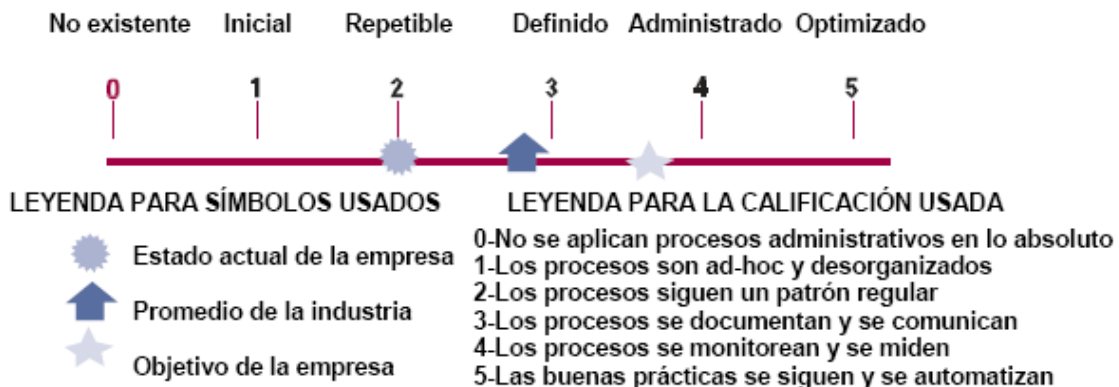 No existente Inicial Repetible Definido Administrado Optimizado
0 1 2 3 4 5
LEYENDA PARA SÍMBOLOS USADOS
Estado actual de la empresa
Promedio de la industria
Objetivo de la empresa
LEYENDA PARA LA CALIFICACIÓN USADA
0-No se aplican procesos administrativos en lo absoluto
1-Los procesos son ad-hoc y desorganizados
2-Los procesos siguen un patrón regular
3-Los procesos se documentan y se comunican
4-Los procesos se monitorean y se miden
5-Las buenas prácticas se siguen y se automatizan